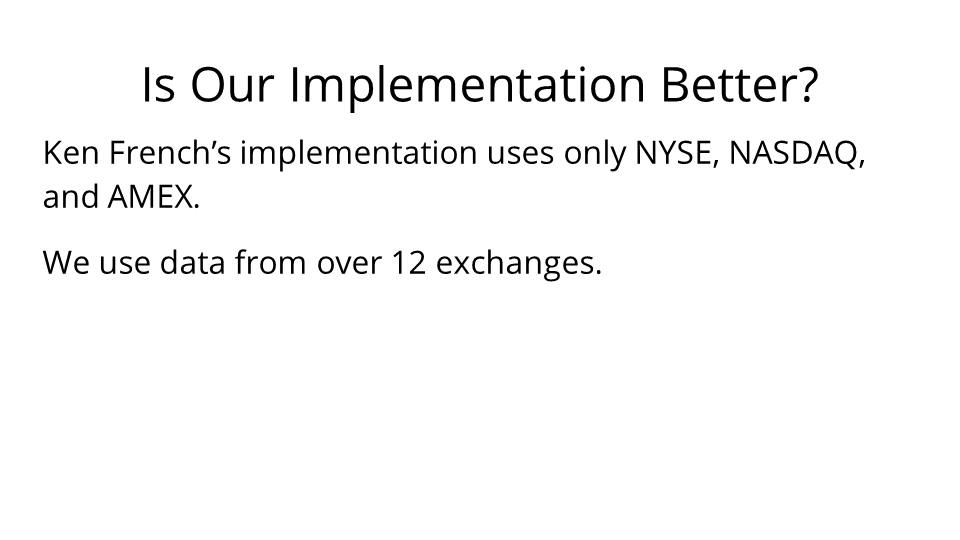 Is Our Implementation Better?
Ken French’s implementation uses only NYSE, NASDAQ,
and AMEX.
We use data from over 12 exchanges.